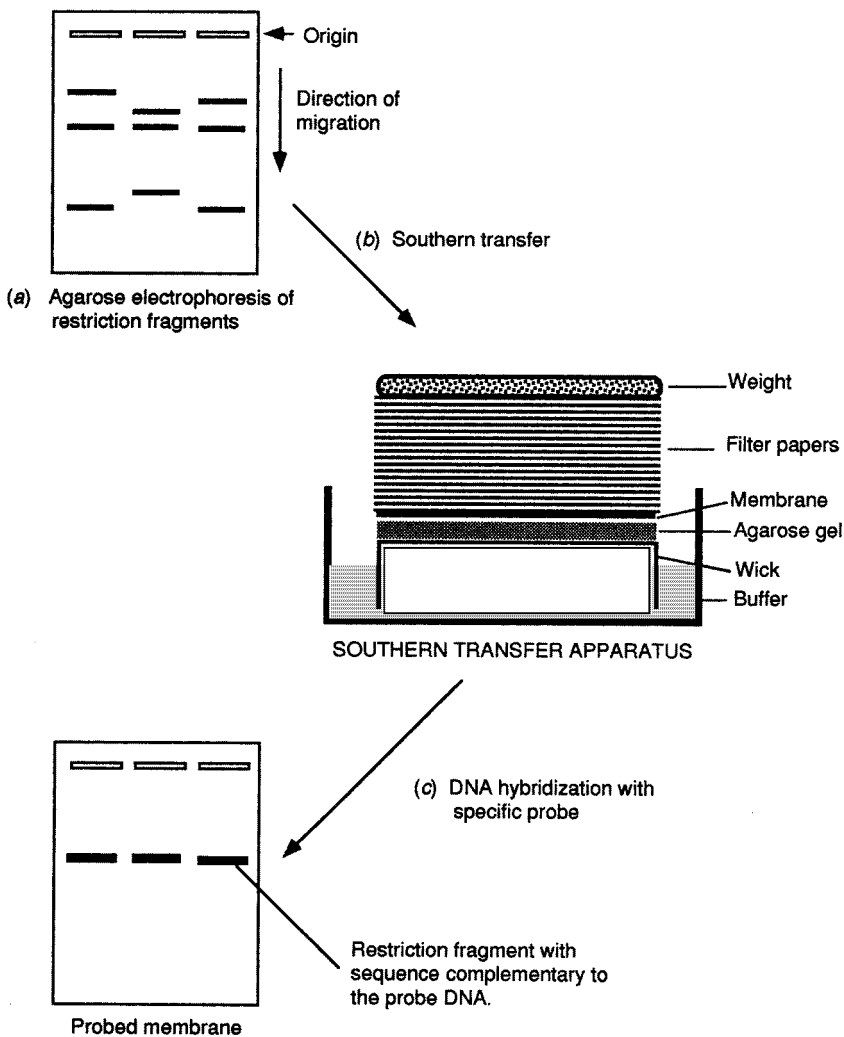 Origin
Direction of
migration
(b) Southern transfer
(a) Agarose electrophoresis of
restriction fragments
Weight
Filter papers
Membrane
Agarose gel
Wick
Buffer
SOUTHERN TRANSFER APPARATUS
(c) DNA hybridization with
specific probe
Restriction fragment with
sequence complementary to
the probe DNA.
Probed membrane